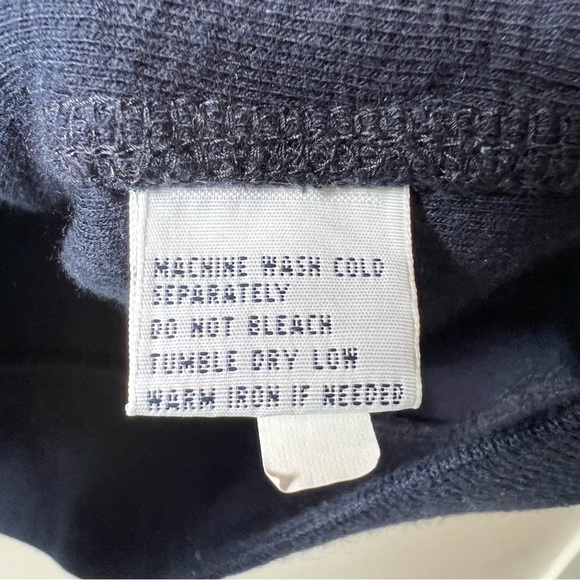 MACHINE WASH COLD
SEPARATELY
DO NOT BLEACH
TUMBLE DRY LOW
WARM IRON IF NEEDED